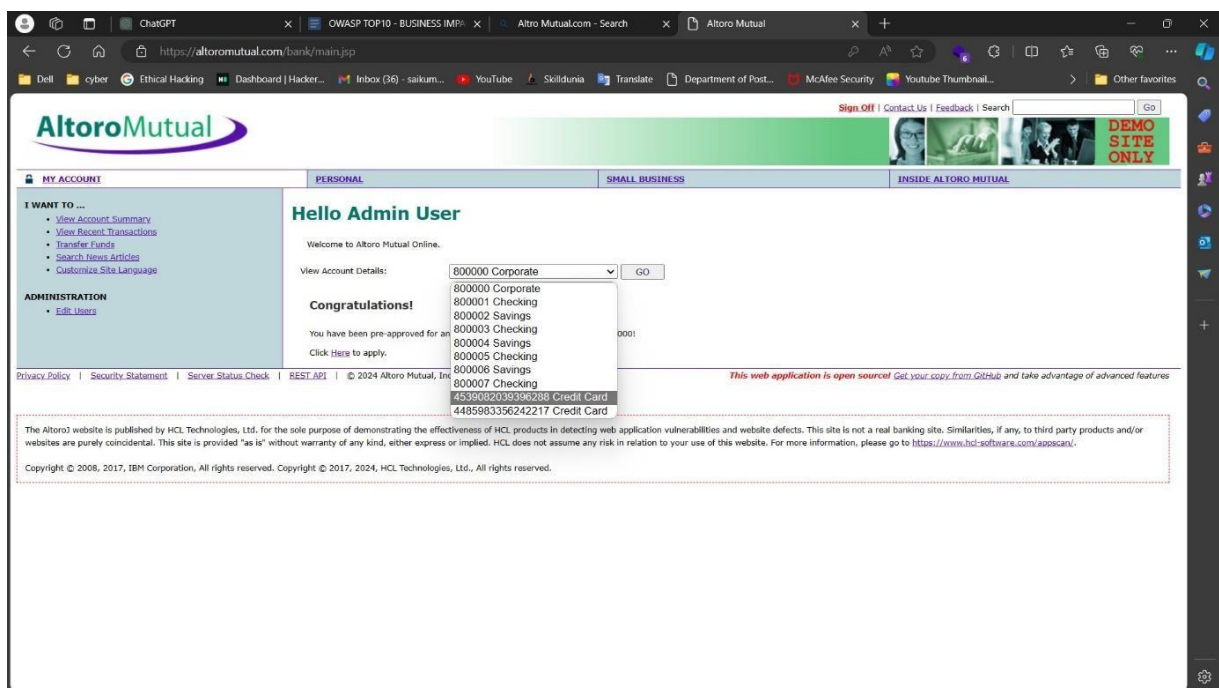 ChatGPT
OWASP TOP10 - BUSINESS IMPA
Altro Mutual.com - Search
Altoro Mutual
https://altoromutual.com/bank/main.jsp
6
Dell
cyber
Ethical Hacking
Dashboard | Hacker...
Inbox (36) - saikum...
YouTube
Skilldunia
Translate
Department of Post...
McAfee Security
Youtube Thumbnail...
Other favorites
Sign Off | Contact Us | Feedback | Search
Go
AltoroMutual
DEMO
SITE
ONLY
MY ACCOUNT
PERSONAL
SMALL BUSINESS
INSIDE ALTORO MUTUAL
I WANT TO ...
View Account Summary
View Recent Transactions
Transfer Funds
Search News Articles
Customize Site Language
ADMINISTRATION
Edit Users
Hello Admin User
Welcome to Altoro Mutual Online.
View Account Details:
800000 Corporate
GO
800000 Corporate
800001 Checking
800002 Savings
800003 Checking
800004 Savings
800005 Checking
800006 Savings
800007 Checking
4539082039396288 Credit Card
4485983356242217 Credit Card
Congratulations!
You have been pre-approved for an
000!
Click Here to apply.
Privacy Policy | Security Statement | Server Status Check | REST API | © 2024 Altoro Mutual, Inc
This web application is open source! Get your copy from GitHub and take advantage of advanced features
The AltoroJ website is published by HCL Technologies, Ltd. for the sole purpose of demonstrating the effectiveness of HCL products in detecting web application vulnerabilities and website defects. This site is not a real banking site. Similarities, if any, to third party products and/or
websites are purely coincidental. This site is provided "as is" without warranty of any kind, either express or implied. HCL does not assume any risk in relation to your use of this website. For more information, please go to https://www.hcl-software.com/appscan/.
Copyright © 2008, 2017, IBM Corporation, All rights reserved. Copyright © 2017, 2024, HCL Technologies, Ltd., All rights reserved.